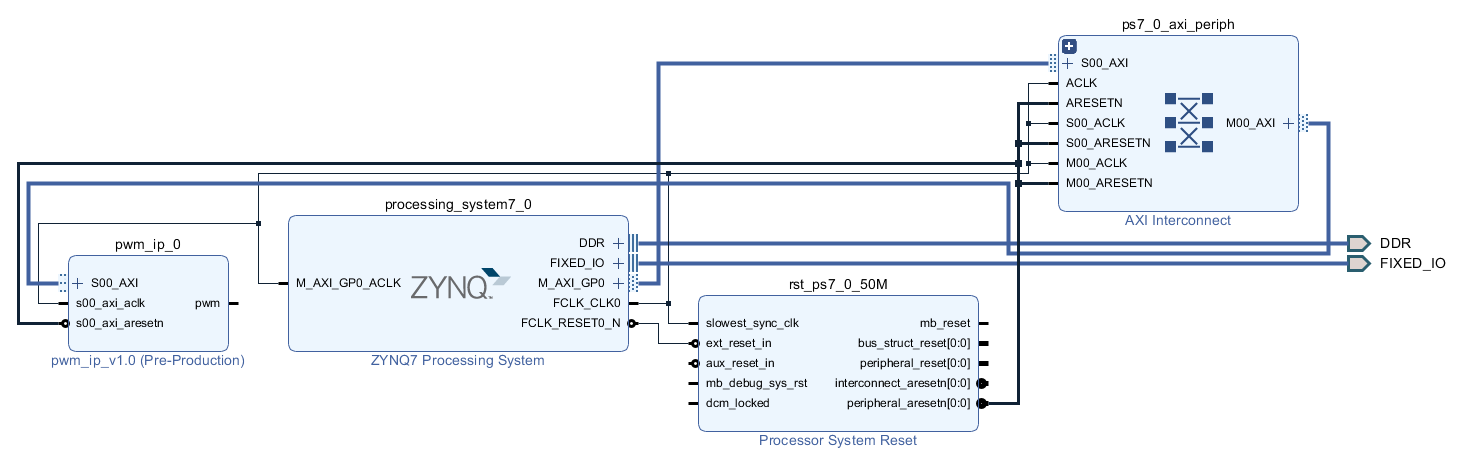 ps7_0_axi_periph
S00_AXI
ACLK
ARESETN
S00_ACLK
M00_AXI
S00_ARESETN
M00_ACLK
M00_ARESETN
AXI Interconnect
processing_system7_0
DDR
FIXED_IO
M_AXI_GP0_ACLK
ZYNQ
M_AXI_GP0
FCLK_CLK0
FCLK_RESET0_N
ZYNQ7 Processing System
pwm_ip_0
S00_AXI
s00_axi_aclk
pwm
s00_axi_aresetn
pwm_ip_v1.0 (Pre-Production)
rst_ps7_0_50M
slowest_sync_clk
mb_reset
ext_reset_in
bus_struct_reset[0:0]
aux_reset_in
peripheral_reset[0:0]
mb_debug_sys_rst
interconnect_aresetn[0:0]
dcm_locked
peripheral_aresetn[0:0]
Processor System Reset
DDR
FIXED_IO